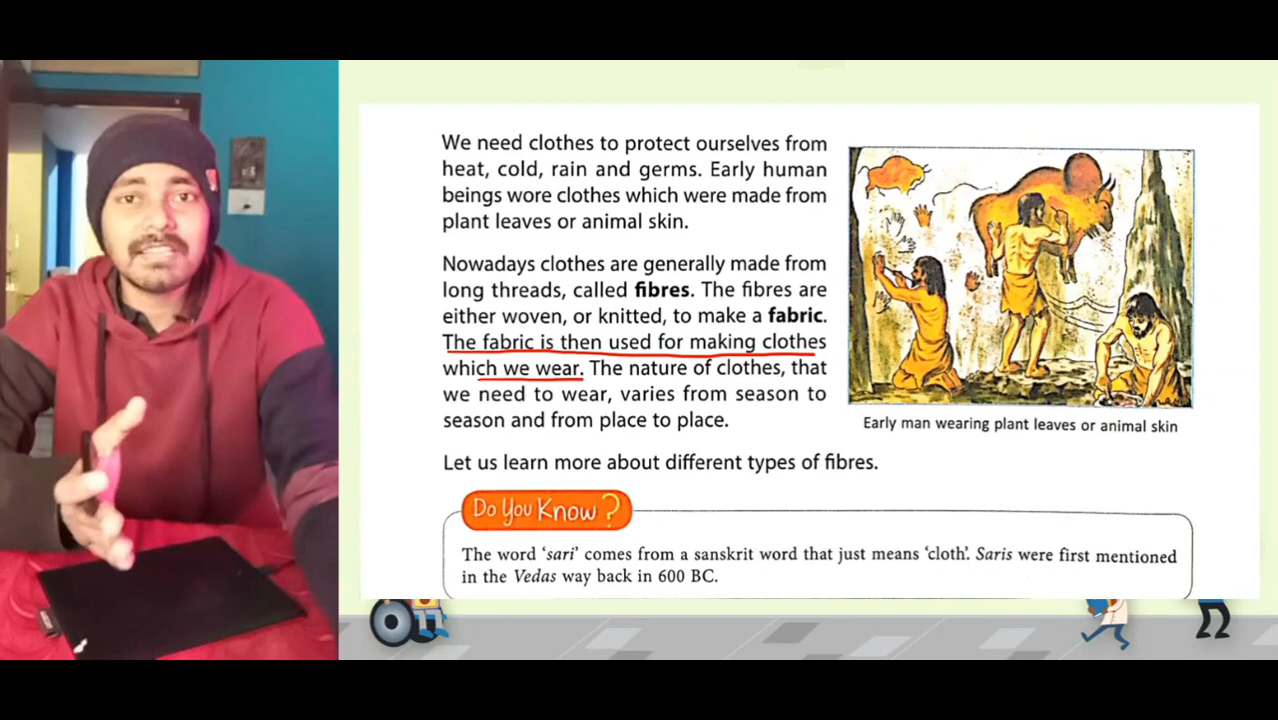 We need clothes to protect ourselves from
heat, cold, rain and germs. Early human
beings wore clothes which were made from
plant leaves or animal skin.
Nowadays clothes are generally made from
long threads, called fibres. The fibres are
either woven, or knitted, to make a fabric.
The fabric is then used for making clothes
which we wear. The nature of clothes, that
we need to wear, varies from season to
season and from place to place.
Early man wearing plant leaves or animal skin
Let us learn more about different types of fibres.
Do You Know ?
The word ‘sari’ comes from a sanskrit word that just means ‘cloth’. Saris were first mentioned
in the Vedas way back in 600 BC.